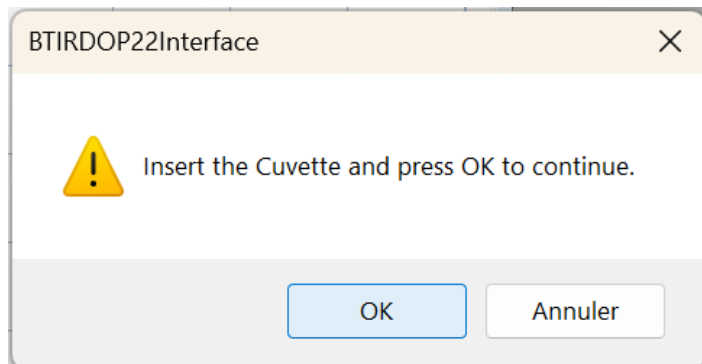 BTIRDOP22Interface
Insert the Cuvette and press OK to continue.
OK
Annuler